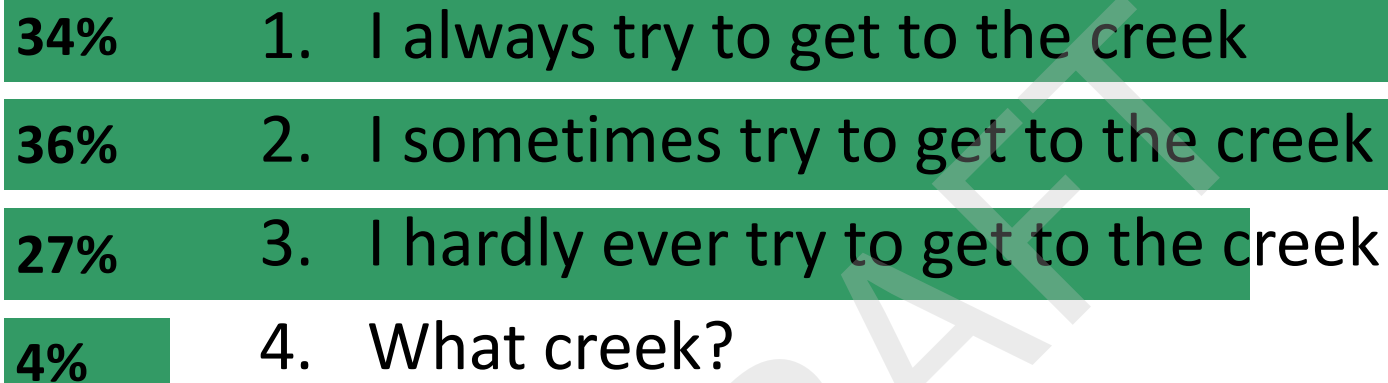 34% 1. I always try to get to the creek
36% 2. I sometimes try to get to the creek
27% 3. I hardly ever try to get to the creek
4% 4. What creek?